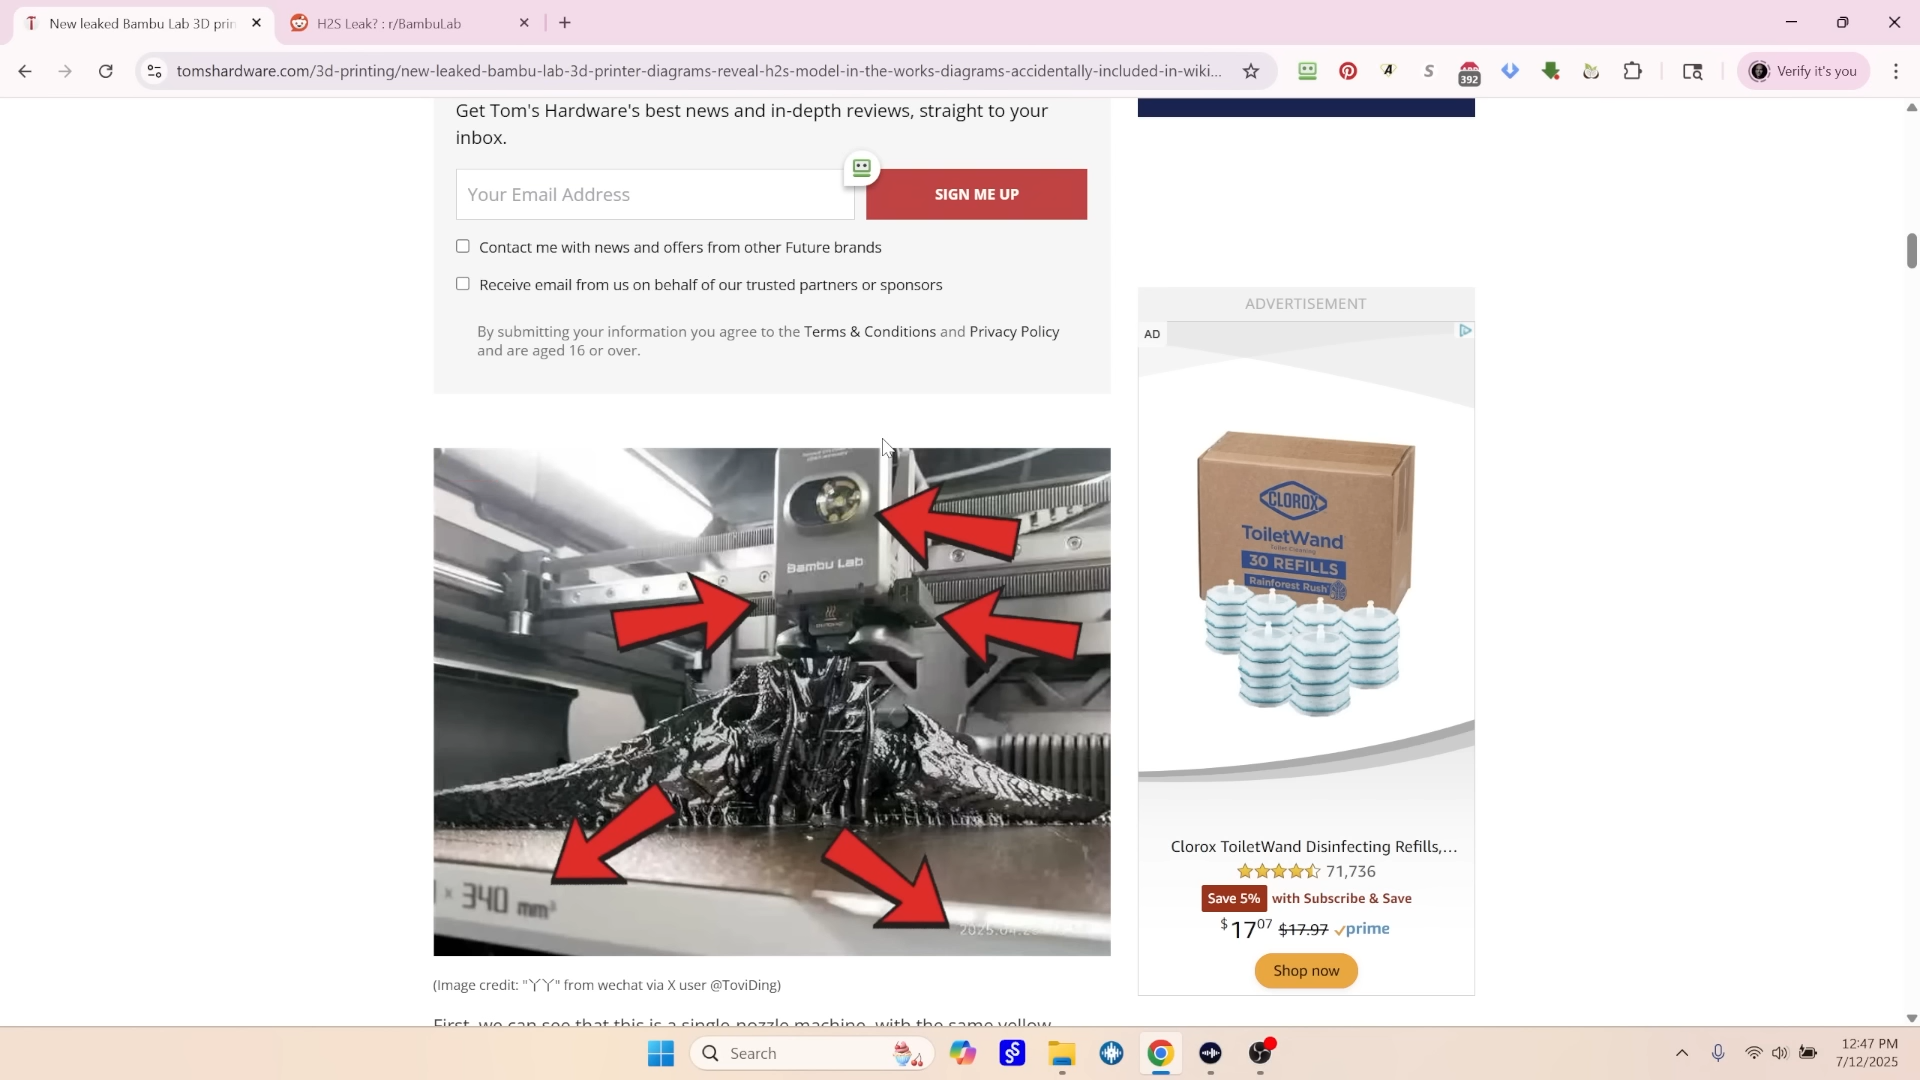 New leaked Bambu Lab 3D prin
H2S Leak? : r/BambuLab
tomshardware.com/3d-printing/new-leaked-bambu-lab-3d-printer-diagrams-reveal-h2s-model-in-the-works-diagrams-accidentally-included-in-wiki...
392
Verify it's you
Get Tom's Hardware's best news and in-depth reviews, straight to your
inbox.
Your Email Address
SIGN ME UP
Contact me with news and offers from other Future brands
Receive email from us on behalf of our trusted partners or sponsors
By submitting your information you agree to the Terms & Conditions and Privacy Policy
and are aged 16 or over.
Bambu Lab
× 340 mm³
(Image credit: "丫丫" from wechat via X user @ToviDing)
First, we can see that this is a single-nozzle machine, with the same yellow
ADVERTISEMENT
AD
CLOROX
ToiletWand
30 REFILLS
Rainforest Rush
Clorox ToiletWand Disinfecting Refills,...
71,736
Save 5% with Subscribe & Save
$1707 $17.97 prime
Shop now
Search
12:47 PM
7/12/2025